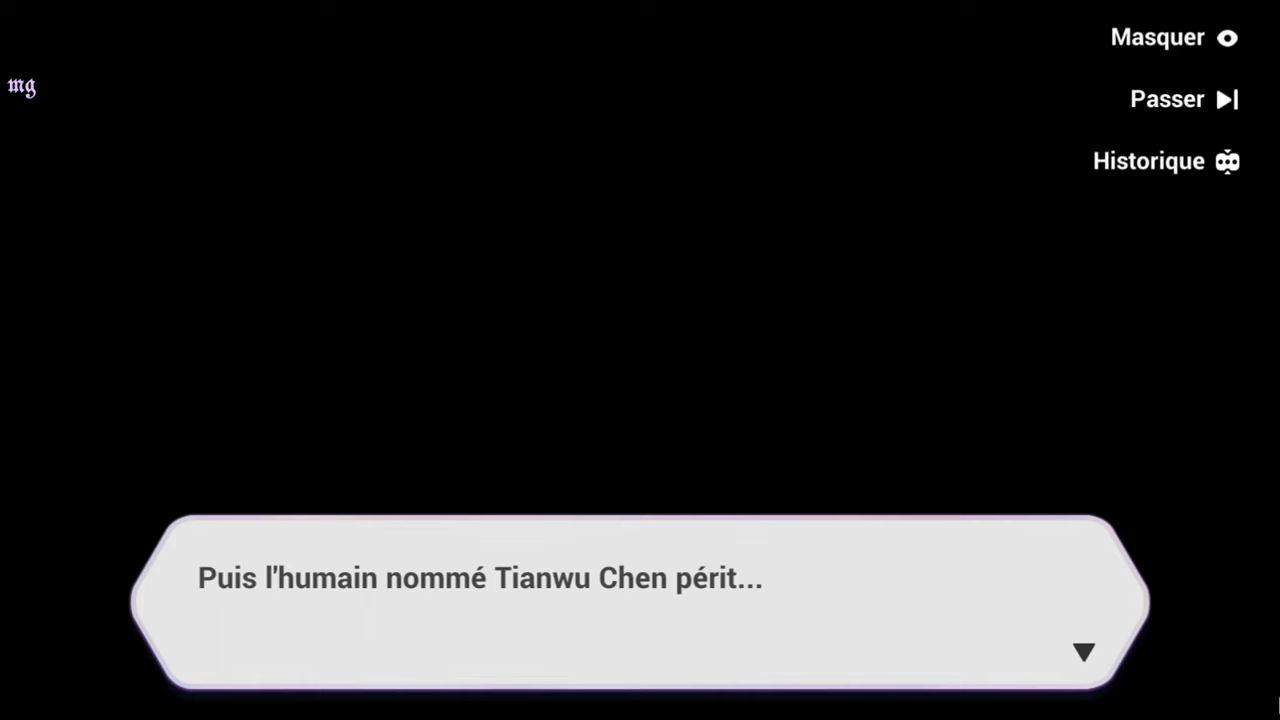 Masquer
𝔪𝔤
Passer
Historique
Puis l'humain nommé Tianwu Chen périt...